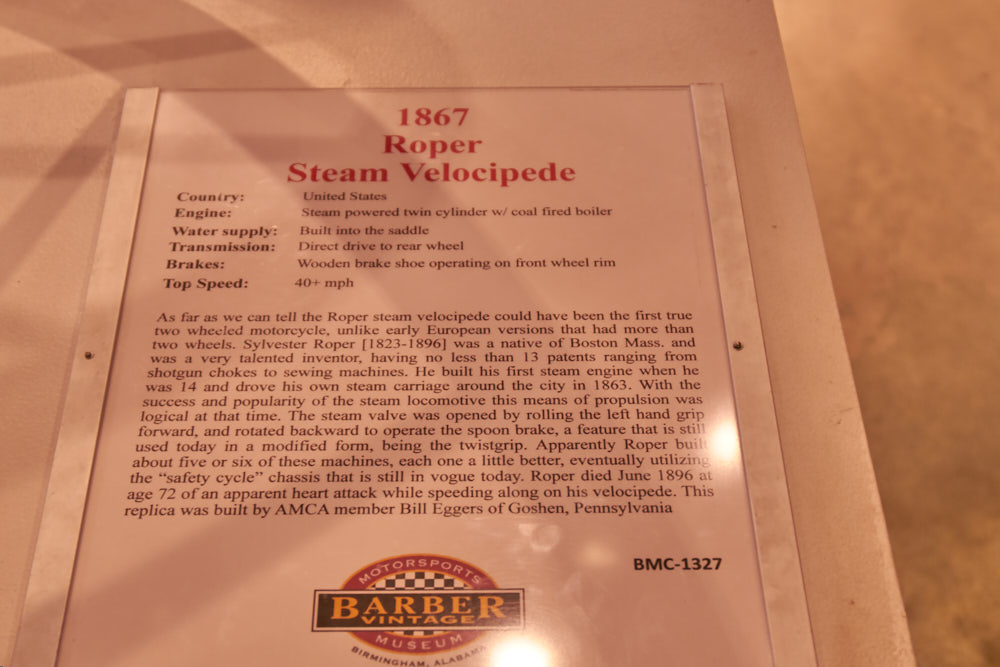 1867
Roper
Steam Velocipede
Country: United States
Engine: Steam powered twin cylinder w/ coal fired boiler
Water supply: Built into the saddle
Transmission: Direct drive to rear wheel
Brakes: Wooden brake shoe operating on front wheel rim
Top Speed: 40+ mph
As far as we can tell the Roper steam velocipede could have been the first true
two wheeled motorcycle, unlike early European versions that had more than
two wheels. Sylvester Roper [1823-1896] was a native of Boston Mass. and
was a very talented inventor, having no less than 13 patents ranging from
shotgun chokes to sewing machines. He built his first steam engine when he
was 14 and drove his own steam carriage around the city in 1863. With the
success and popularity of the steam locomotive this means of propulsion was
logical at that time. The steam valve was opened by rolling the left hand grip
forward, and rotated backward to operate the spoon brake, a feature that is still
used today in a modified form, being the twistgrip. Apparently Roper built
about five or six of these machines, each one a little better, eventually utilizing
the “safety cycle” chassis that is still in vogue today. Roper died June 1896 at
age 72 of an apparent heart attack while speeding along on his velocipede. This
replica was built by AMCA member Bill Eggers of Goshen, Pennsylvania
BMC-1327
MOTORSPORTS
BARBER
VINTAGE
MUSEUM
BIRMINGHAM, ALABAMA